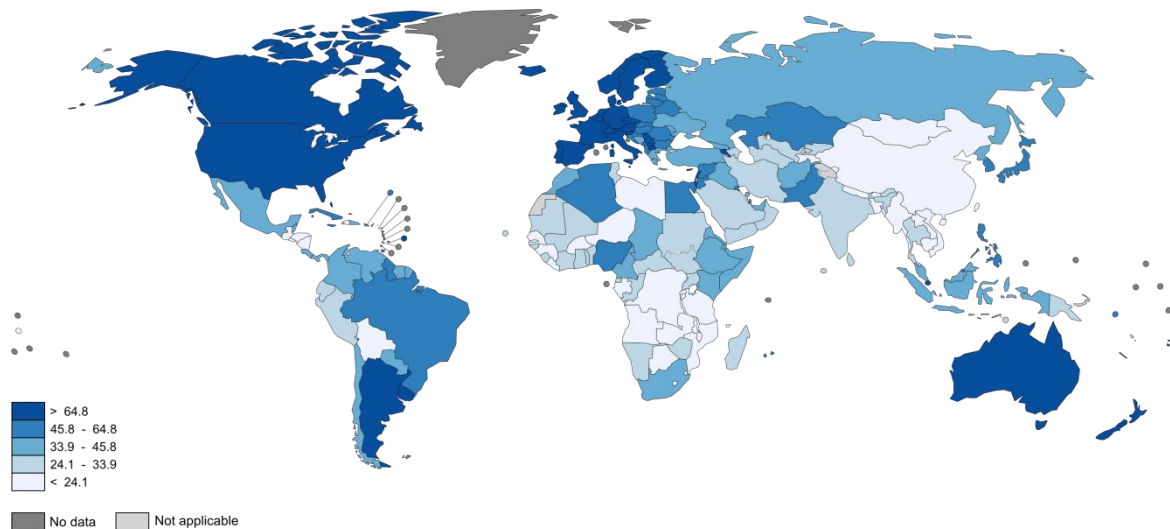 > 64.8
45.8 - 64.8
33.9 - 45.8
24.1 - 33.9
< 24.1
No data
Not applicable